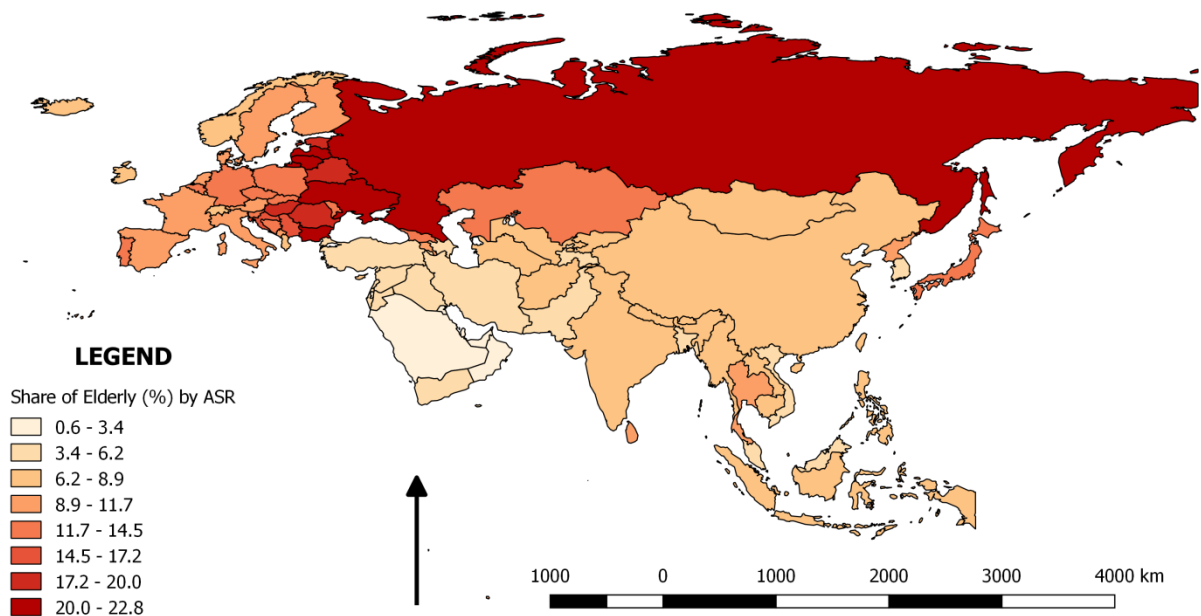 LEGEND
Share of Elderly (%) by ASR
0.6 - 3.4
3.4 - 6.2
6.2 - 8.9
8.9 - 11.7
11.7 - 14.5
14.5 - 17.2
17.2 - 20.0
20.0 - 22.8
1000 0 1000 2000 3000 4000 km